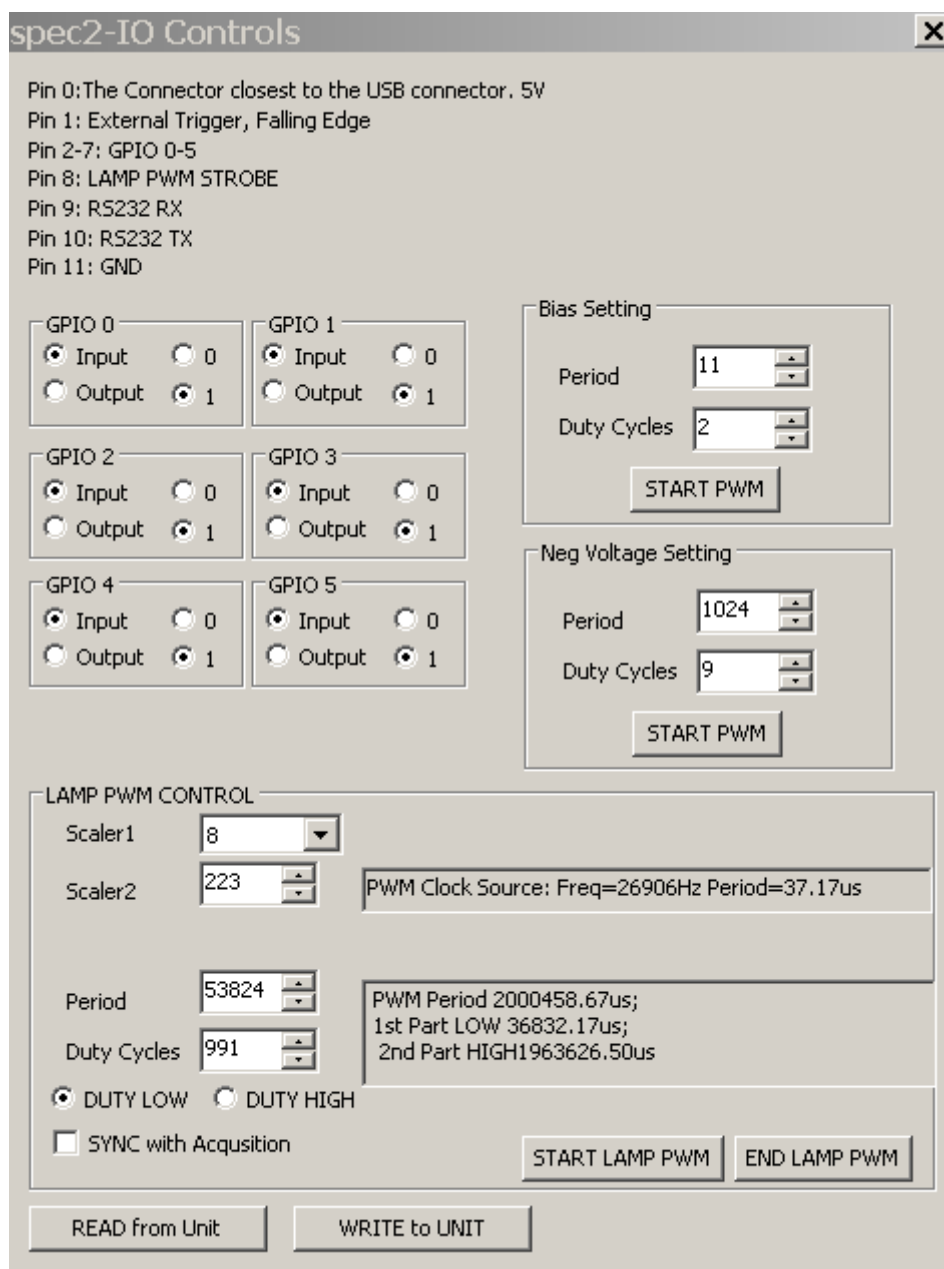 spec2-IO Controls
Pin 0:The Connector closest to the USB connector. 5V
Pin 1: External Trigger, Falling Edge
Pin 2-7: GPIO 0-5
Pin 8: LAMP PWM STROBE
Pin 9: RS232 RX
Pin 10: RS232 TX
Pin 11: GND
GPIO 0
Input 0
Output 1
GPIO 1
Input 0
Output 1
GPIO 2
Input 0
Output 1
GPIO 3
Input 0
Output 1
GPIO 4
Input 0
Output 1
GPIO 5
Input 0
Output 1
Bias Setting
Period 11
Duty Cycles 2
START PWM
Neg Voltage Setting
Period 1024
Duty Cycles 9
START PWM
LAMP PWM CONTROL
Scaler1 8
Scaler2 223
PWM Clock Source: Freq=26906Hz Period=37.17us
Period 53824
Duty Cycles 991
PWM Period 2000458.67us;
1st Part LOW 36832.17us;
2nd Part HIGH1963626.50us
DUTY LOW DUTY HIGH
SYNC with Acqusition
START LAMP PWM END LAMP PWM
READ from Unit WRITE to UNIT